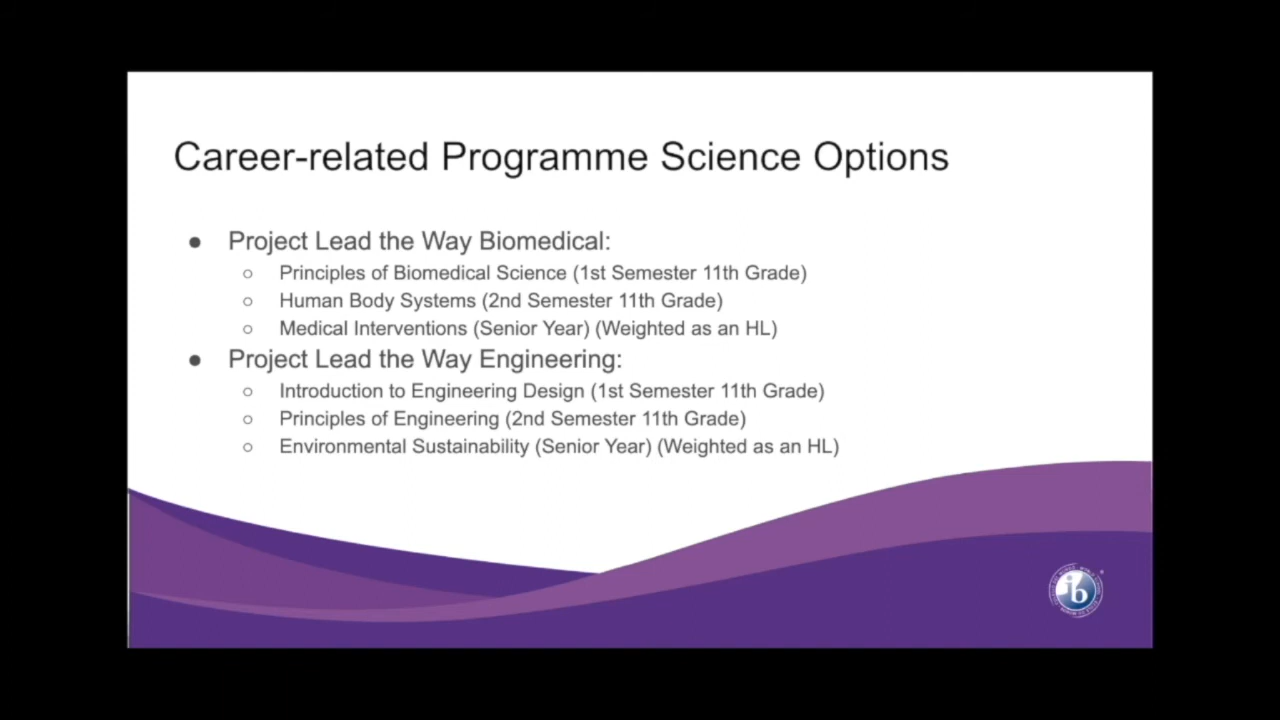 Career-related Programme Science Options
● Project Lead the Way Biomedical:
○ Principles of Biomedical Science (1st Semester 11th Grade)
○ Human Body Systems (2nd Semester 11th Grade)
○ Medical Interventions (Senior Year) (Weighted as an HL)
● Project Lead the Way Engineering:
○ Introduction to Engineering Design (1st Semester 11th Grade)
○ Principles of Engineering (2nd Semester 11th Grade)
○ Environmental Sustainability (Senior Year) (Weighted as an HL)
ib